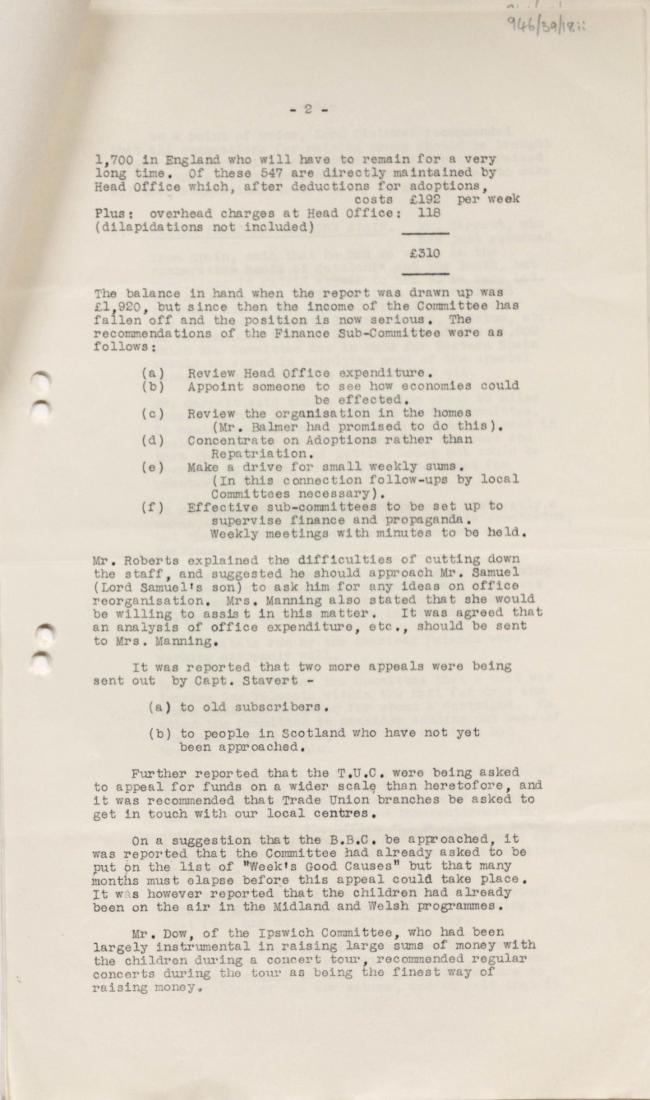 946/39/18ii
- 2 -
1,700 in England who will have to remain for a very
long time. Of these 547 are directly maintained by
Head Office which, after deductions for adoptions,
costs £192 per week
Plus: overhead charges at Head Office: 118
(dilapidations not included)
£310
The balance in hand when the report was drawn up was
£1,920, but since then the income of the Committee has
fallen off and the position is now serious. The
recommendations of the Finance Sub-Committee were as
follows:
(a) Review Head Office expenditure.
(b) Appoint someone to see how economies could
be effected.
(c) Review the organisation in the homes
(Mr. Balmer had promised to do this).
(d) Concentrate on Adoptions rather than
Repatriation.
(e) Make a drive for small weekly sums.
(In this connection follow-ups by local
Committees necessary).
(f) Effective sub-committees to be set up to
supervise finance and propaganda.
Weekly meetings with minutes to be held.
Mr. Roberts explained the difficulties of cutting down
the staff, and suggested he should approach Mr. Samuel
(Lord Samuel's son) to ask him for any ideas on office
reorganisation. Mrs. Manning also stated that she would
be willing to assist in this matter. It was agreed that
an analysis of office expenditure, etc., should be sent
to Mrs. Manning.
It was reported that two more appeals were being
sent out by Capt. Stavert -
(a) to old subscribers.
(b) to people in Scotland who have not yet
been approached.
Further reported that the T.U.C. were being asked
to appeal for funds on a wider scale than heretofore, and
it was recommended that Trade Union branches be asked to
get in touch with our local centres.
On a suggestion that the B.B.C. be approached, it
was reported that the Committee had already asked to be
put on the list of "Week's Good Causes" but that many
months must elapse before this appeal could take place.
It was however reported that the children had already
been on the air in the Midland and Welsh programmes.
Mr. Dow, of the Ipswich Committee, who had been
largely instrumental in raising large sums of money with
the children during a concert tour, recommended regular
concerts during the tour as being the finest way of
raising money.